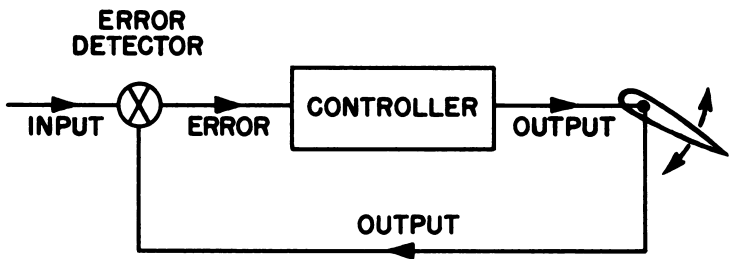 ERROR
DETECTOR
INPUT
ERROR
CONTROLLER
OUTPUT
OUTPUT